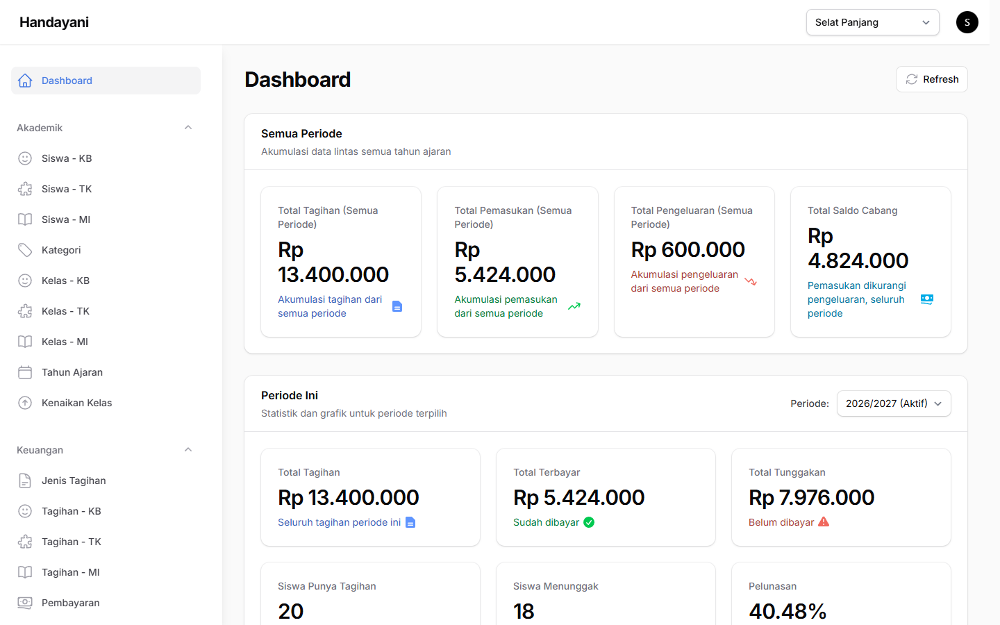 Handayani
Selat Panjang
S
Dashboard
Akademik
Siswa - KB
Siswa - TK
Siswa - MI
Kategori
Kelas - KB
Kelas - TK
Kelas - MI
Tahun Ajaran
Kenaikan Kelas
Keuangan
Jenis Tagihan
Tagihan - KB
Tagihan - TK
Tagihan - MI
Pembayaran
Dashboard
Refresh
Semua Periode
Akumulasi data lintas semua tahun ajaran
Total Tagihan (Semua
Periode)
Rp
13.400.000
Akumulasi tagihan dari
semua periode
Total Pemasukan (Semua
Periode)
Rp
5.424.000
Akumulasi pemasukan
dari semua periode
Total Pengeluaran (Semua
Periode)
Rp 600.000
Akumulasi pengeluaran
dari semua periode
Total Saldo Cabang
Rp
4.824.000
Pemasukan dikurangi
pengeluaran, seluruh
periode
Periode Ini
Statistik dan grafik untuk periode terpilih
Periode:
2026/2027 (Aktif)
Total Tagihan
Rp 13.400.000
Seluruh tagihan periode ini
Total Terbayar
Rp 5.424.000
Sudah dibayar
Total Tunggakan
Rp 7.976.000
Belum dibayar
Siswa Punya Tagihan
20
Siswa Menunggak
18
Pelunasan
40.48%